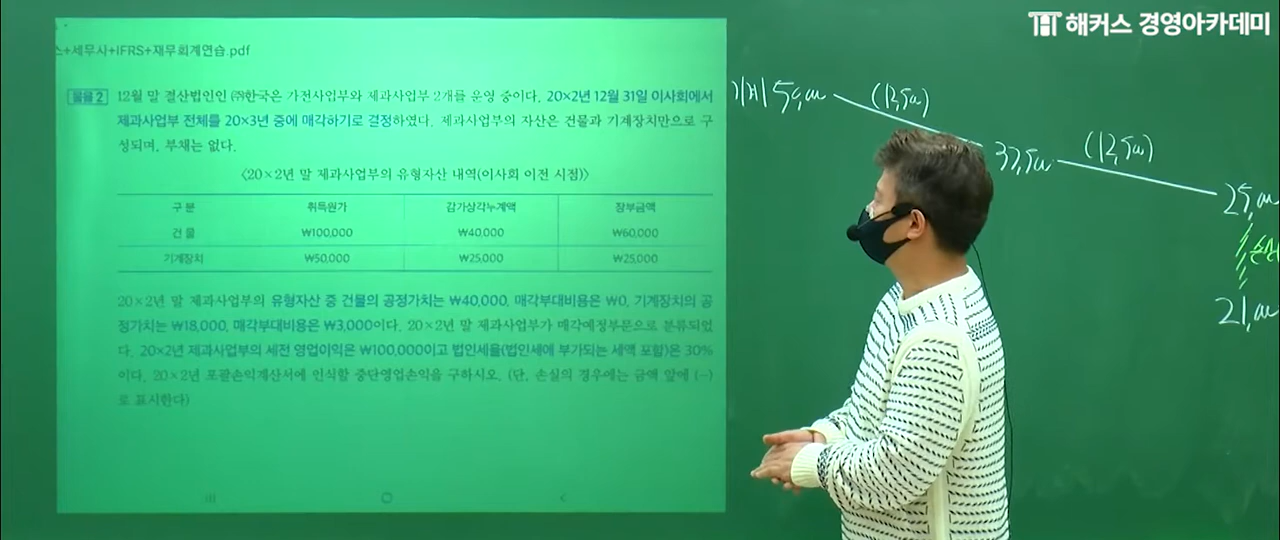 해커스 경영아카데미
스+세무사+IFRS+재무회계연습.pdf
물음 2 12월 말 결산법인인 ㈜한국은 가전사업부와 제과사업부 2개를 운영 중이다. 20×2년 12월 31일 이사회에서
제과사업부 전체를 20×3년 중에 매각하기로 결정하였다. 제과사업부의 자산은 건물과 기계장치만으로 구
성되며, 부채는 없다.
〈20×2년 말 제과사업부의 유형자산 내역(이사회 이전 시점)〉
구 분 취득원가 감가상각누계액 장부금액
건 물 ₩100,000 ₩40,000 ₩60,000
기계장치 ₩50,000 ₩25,000 ₩25,000
20×2년 말 제과사업부의 유형자산 중 건물의 공정가치는 ₩40,000, 매각부대비용은 ₩0, 기계장치의 공
정가치는 ₩18,000, 매각부대비용은 ₩3,000이다. 20×2년 말 제과사업부가 매각예정부문으로 분류되었
다. 20×2년 제과사업부의 세전 영업이익은 ₩100,000이고 법인세율(법인세에 부가되는 세액 포함)은 30%
이다. 20×2년 포괄손익계산서에 인식할 중단영업손익을 구하시오. (단, 손실의 경우에는 금액 앞에 (−)
로 표시한다)